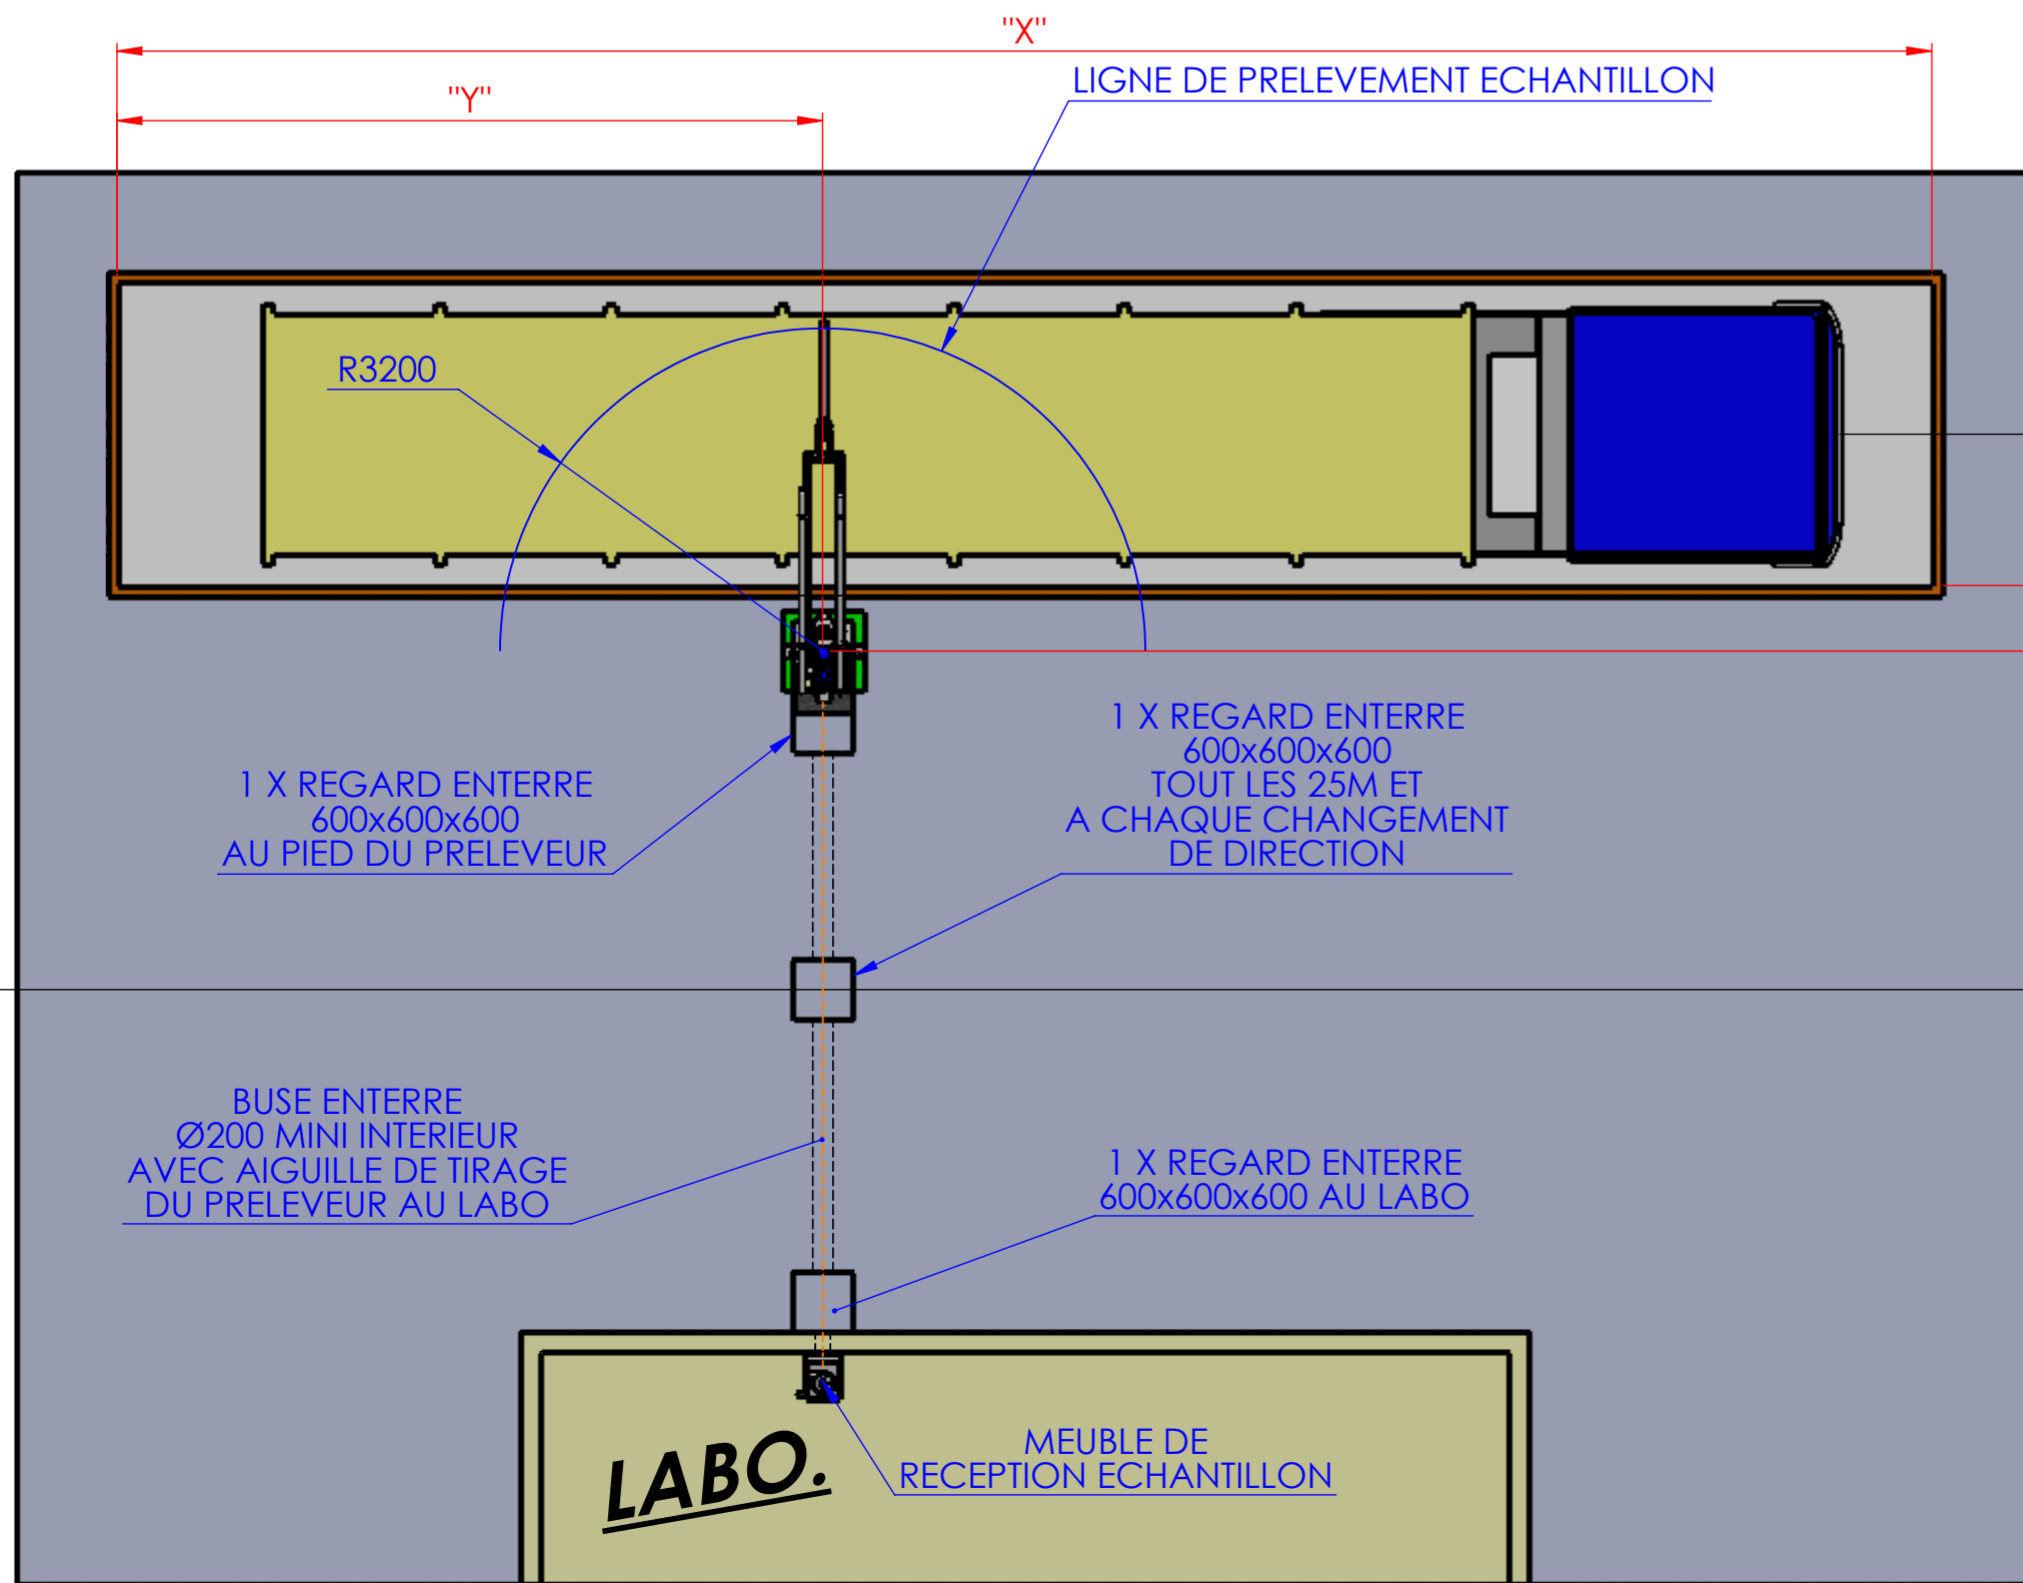 "X"
LIGNE DE PRELEVEMENT ECHANTILLON
"Y"
R3200
1 X REGARD ENTERRE
600x600x600
TOUT LES 25M ET
A CHAQUE CHANGEMENT
DE DIRECTION
1 X REGARD ENTERRE
600x600x600
AU PIED DU PRELEVEUR
BUSE ENTERRE
Ø200 MINI INTERIEUR
AVEC AIGUILLE DE TIRAGE
DU PRELEVEUR AU LABO
1 X REGARD ENTERRE
600x600x600 AU LABO
LABO.
MEUBLE DE
RECEPTION ECHANTILLON